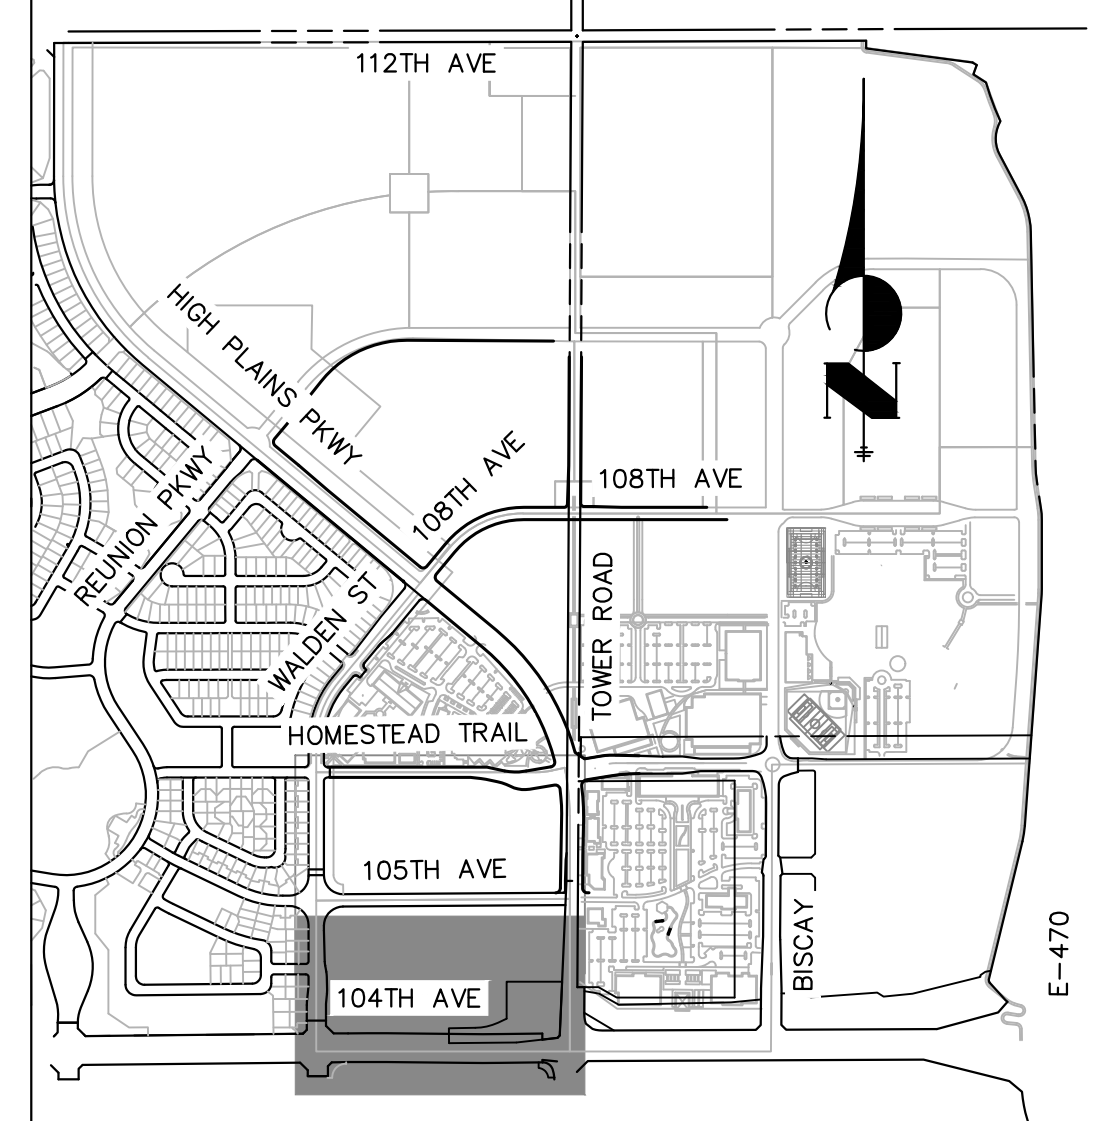 112TH AVE
HIGH PLAINS PKWY
108TH AVE
108TH AVE
REUNION PKWY
WALDEN ST
TOWER ROAD
HOMESTEAD TRAIL
105TH AVE
BISCAY
E-470
104TH AVE
N